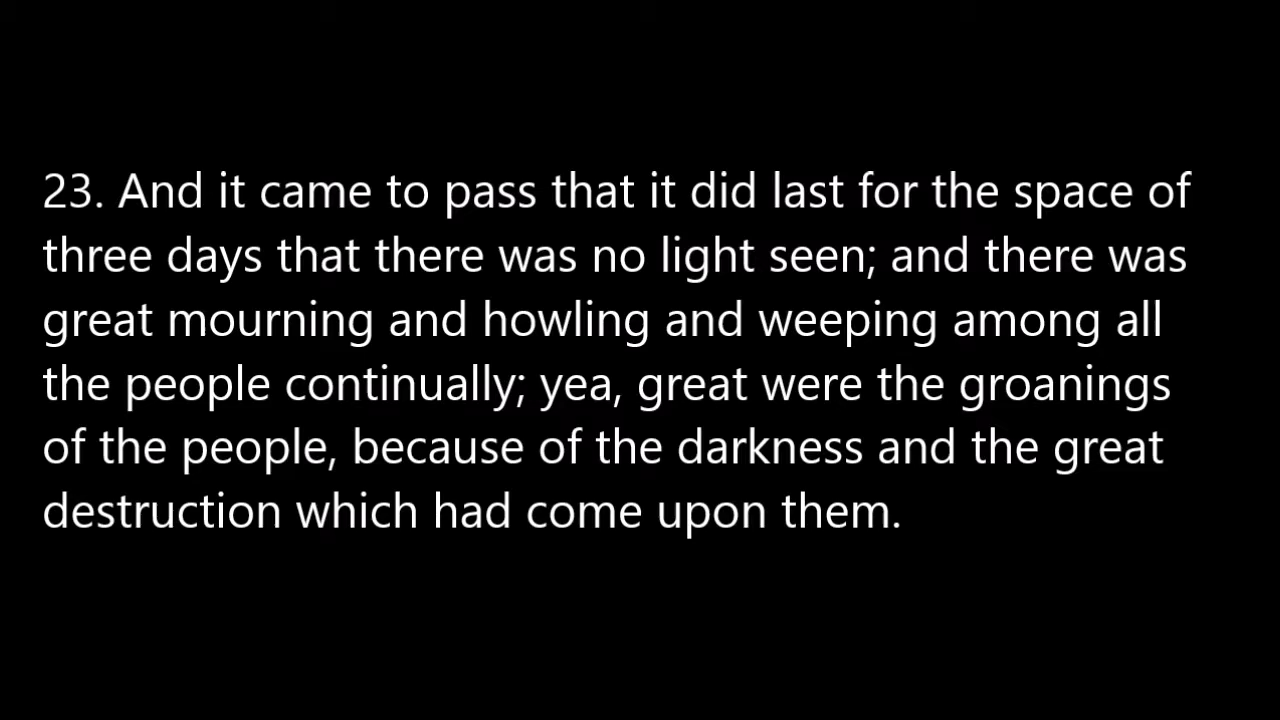 23. And it came to pass that it did last for the space of
three days that there was no light seen; and there was
great mourning and howling and weeping among all
the people continually; yea, great were the groanings
of the people, because of the darkness and the great
destruction which had come upon them.